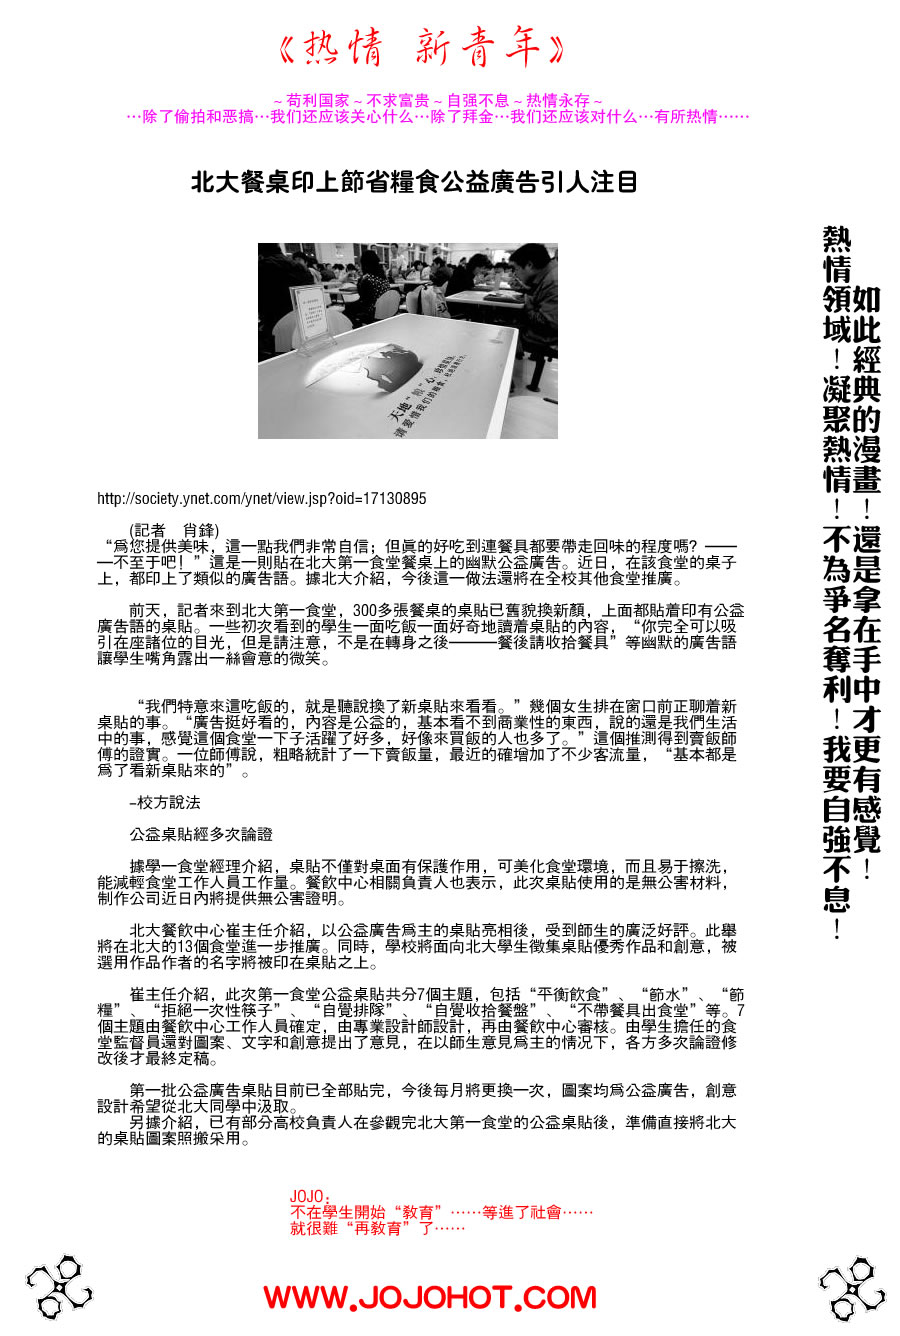 《热情 新青年》
～苟利国家～不求富贵～自强不息～热情永存～
…除了偷拍和恶搞…我们还应该关心什么…除了拜金…我们还应该对什么…有所热情……
北大餐桌印上節省糧食公益廣告引人注目
天地“粮”心，珍惜至极，
請愛惜我們的糧食，杜絕浪費行为。
http://society.ynet.com/ynet/view.jsp?oid=17130895
(記者　肖鋒)
“爲您提供美味，這一點我們非常自信；但眞的好吃到連餐具都要帶走回味的程度嗎？——
—不至于吧！”這是一則貼在北大第一食堂餐桌上的幽默公益廣告。近日，在該食堂的桌子
上，都印上了類似的廣告語。據北大介紹，今後這一做法還將在全校其他食堂推廣。
前天，記者來到北大第一食堂，300多張餐桌的桌貼已舊貌換新顏，上面都貼着印有公益
廣告語的桌貼。一些初次看到的學生一面吃飯一面好奇地讀着桌貼的內容，“你完全可以吸
引在座諸位的目光，但是請注意，不是在轉身之後———餐後請收拾餐具”等幽默的廣告語
讓學生嘴角露出一絲會意的微笑。
“我們特意來這吃飯的，就是聽說換了新桌貼來看看。”幾個女生排在窗口前正聊着新
桌貼的事。“廣告挺好看的，內容是公益的，基本看不到商業性的東西，說的還是我們生活
中的事，感覺這個食堂一下子活躍了好多，好像來買飯的人也多了。”這個推測得到賣飯師
傅的證實。一位師傅說，粗略統計了一下賣飯量，最近的確增加了不少客流量，“基本都是
爲了看新桌貼來的”。
-校方說法
公益桌貼經多次論證
據學一食堂經理介紹，桌貼不僅對桌面有保護作用，可美化食堂環境，而且易于擦洗，
能減輕食堂工作人員工作量。餐飲中心相關負責人也表示，此次桌貼使用的是無公害材料，
制作公司近日內將提供無公害證明。
北大餐飲中心崔主任介紹，以公益廣告爲主的桌貼亮相後，受到師生的廣泛好評。此舉
將在北大的13個食堂進一步推廣。同時，學校將面向北大學生徵集桌貼優秀作品和創意，被
選用作品作者的名字將被印在桌貼之上。
崔主任介紹，此次第一食堂公益桌貼共分7個主題，包括“平衡飲食”、“節水”、“節
糧”、“拒絕一次性筷子”、“自覺排隊”、“自覺收拾餐盤”、“不帶餐具出食堂”等。7
個主題由餐飲中心工作人員確定，由專業設計師設計，再由餐飲中心審核。由學生擔任的食
堂監督員還對圖案、文字和創意提出了意見，在以師生意見爲主的情況下，各方多次論證修
改後才最終定稿。
第一批公益廣告桌貼目前已全部貼完，今後每月將更換一次，圖案均爲公益廣告，創意
設計希望從北大同學中汲取。
另據介紹，已有部分高校負責人在參觀完北大第一食堂的公益桌貼後，準備直接將北大
的桌貼圖案照搬采用。
如此經典的漫畫！還是拿在手中才更有感覺！
熱情領域！凝聚熱情！不為爭名奪利！我要自強不息！
JOJO：
不在學生開始“敎育”……等進了社會……
就很難“再敎育”了……
WWW.JOJOHOT.COM